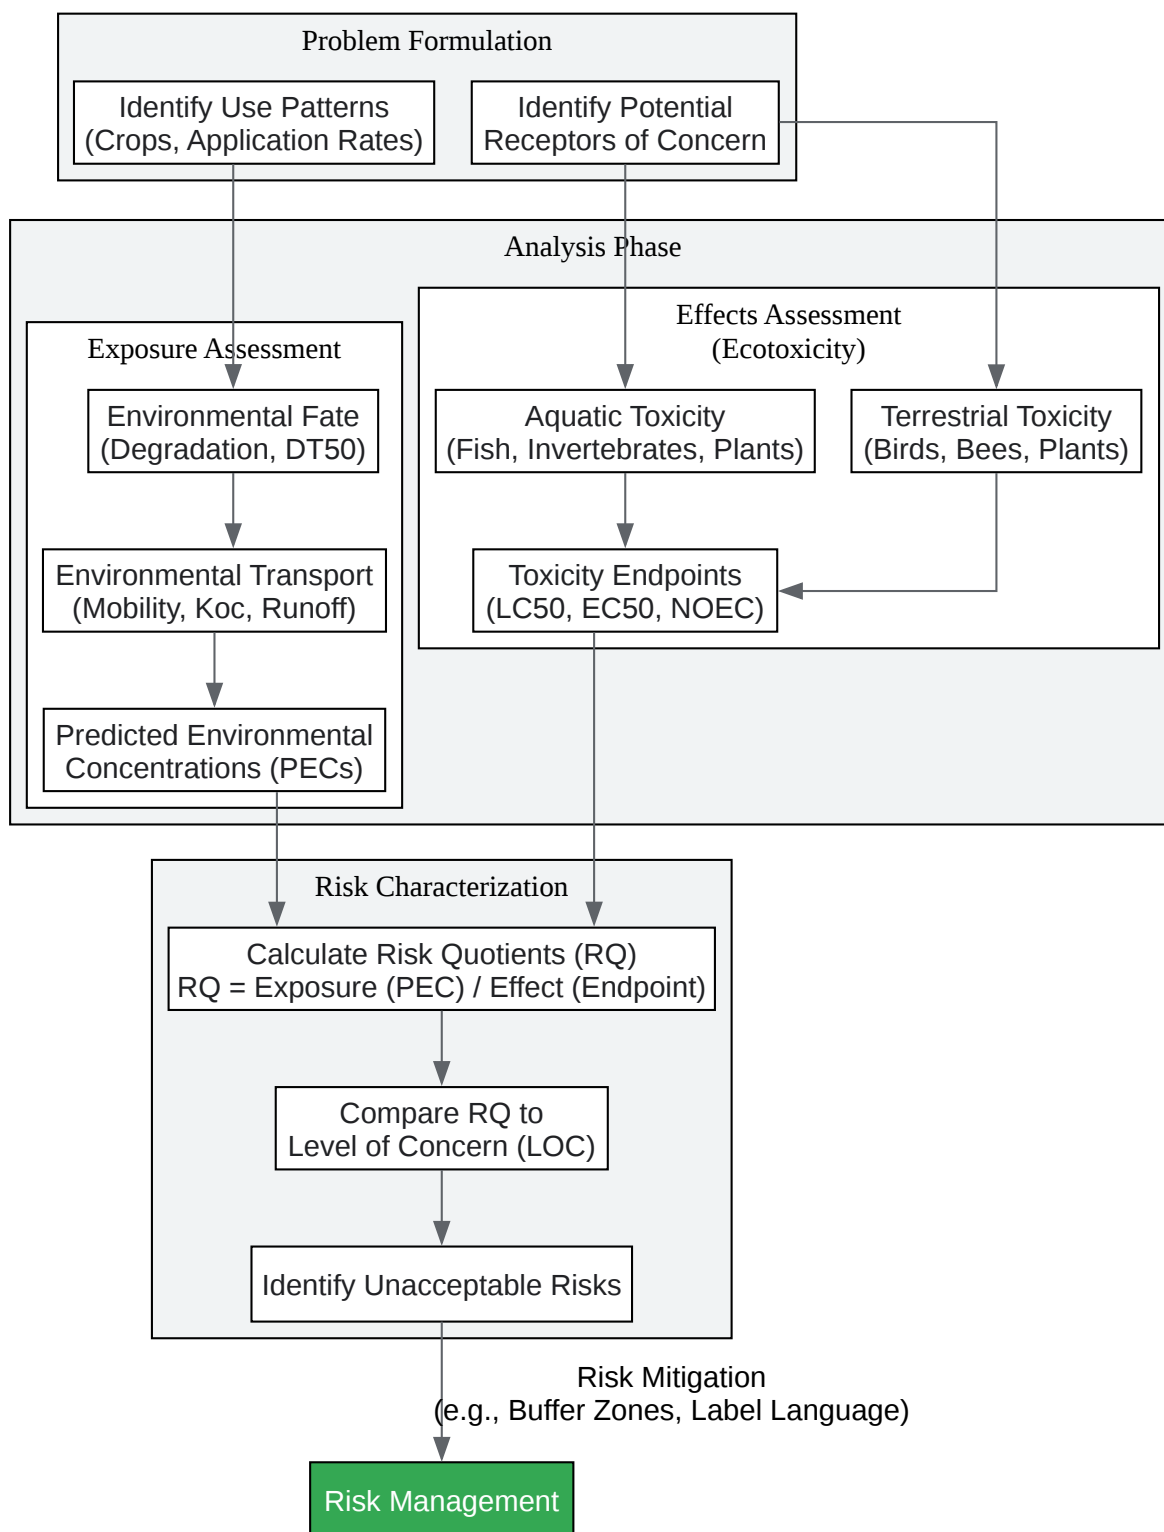 Problem Formulation
Identify Use Patterns
(Crops, Application Rates)
Identify Potential
Receptors of Concern
Analysis Phase
Exposure Assessment
Effects Assessment
(Ecotoxicity)
Environmental Fate
(Degradation, DT50)
Aquatic Toxicity
(Fish, Invertebrates, Plants)
Terrestrial Toxicity
(Birds, Bees, Plants)
Environmental Transport
(Mobility, Koc, Runoff)
Toxicity Endpoints
(LC50, EC50, NOEC)
Predicted Environmental
Concentrations (PECs)
Risk Characterization
Calculate Risk Quotients (RQ)
RQ = Exposure (PEC) / Effect (Endpoint)
Compare RQ to
Level of Concern (LOC)
Identify Unacceptable Risks
Risk Mitigation
(e.g., Buffer Zones, Label Language)
Risk Management